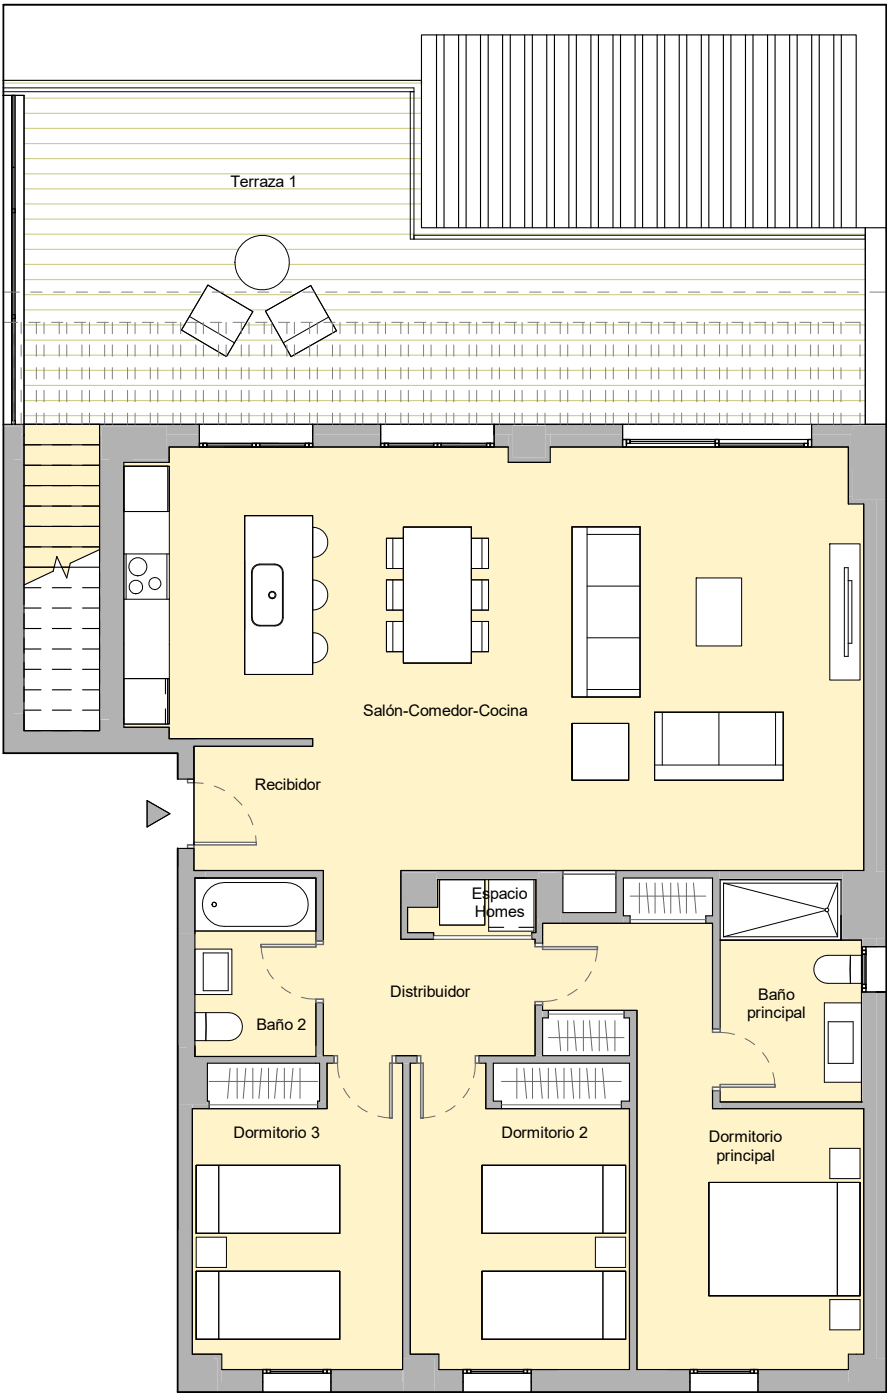 Terraza 1
Salón-Comedor-Cocina
Recibidor
Espacio
Homes
Distribuidor
Baño
principal
Baño 2
Dormitorio 3
Dormitorio 2
Dormitorio
principal